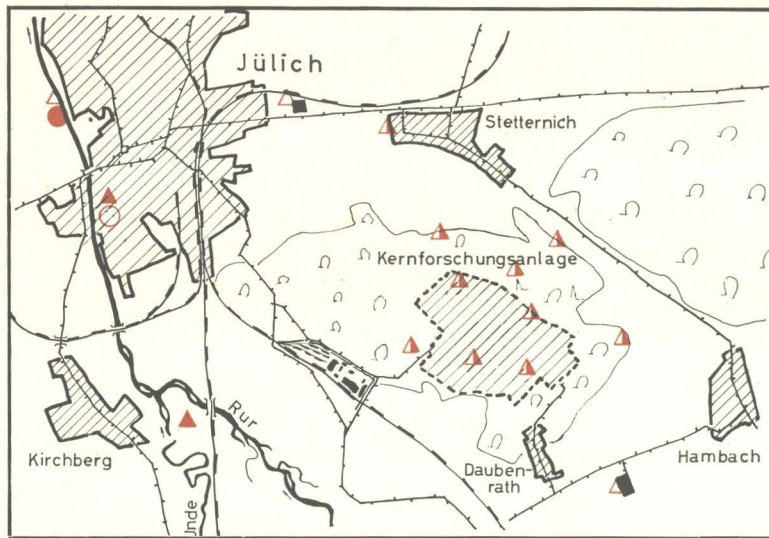 Jülich
Stetternich
Kernforschungsanlage
Rur
Kirchberg
Inde
Dauben-
rath
Hambach